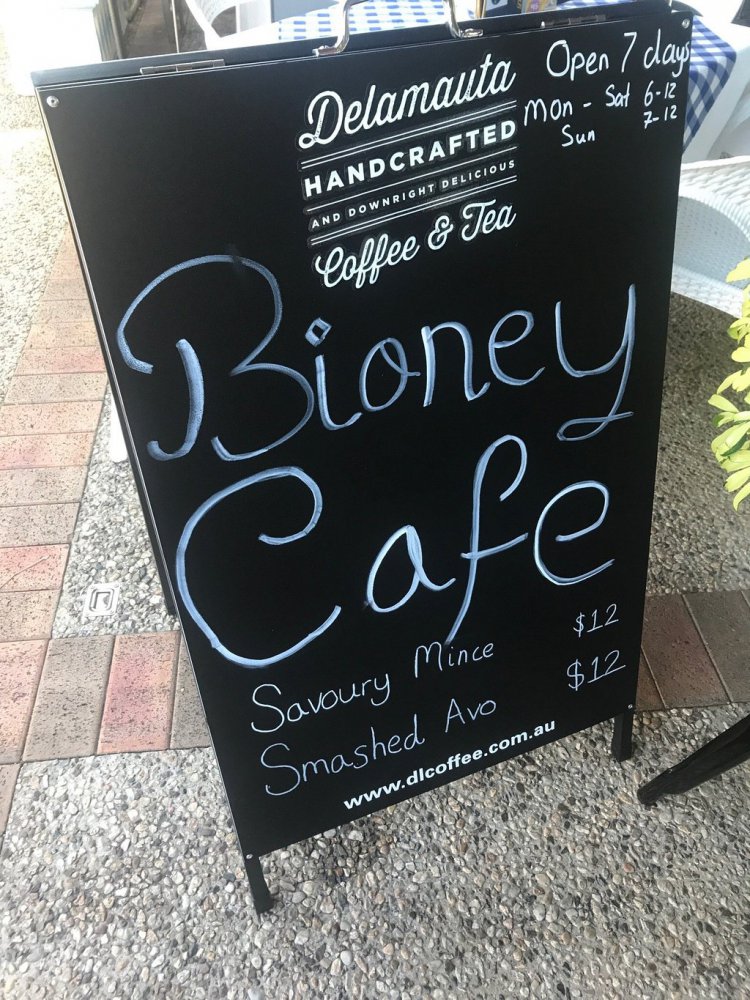 Delamauta
HANDCRAFTED
AND DOWNRIGHT DELICIOUS
Coffee & Tea
Open 7 days
Mon - Sat 6-12
Sun 7-12
Bioney
Cafe
Savoury Mince $12
Smashed Avo $12
www.dlcoffee.com.au